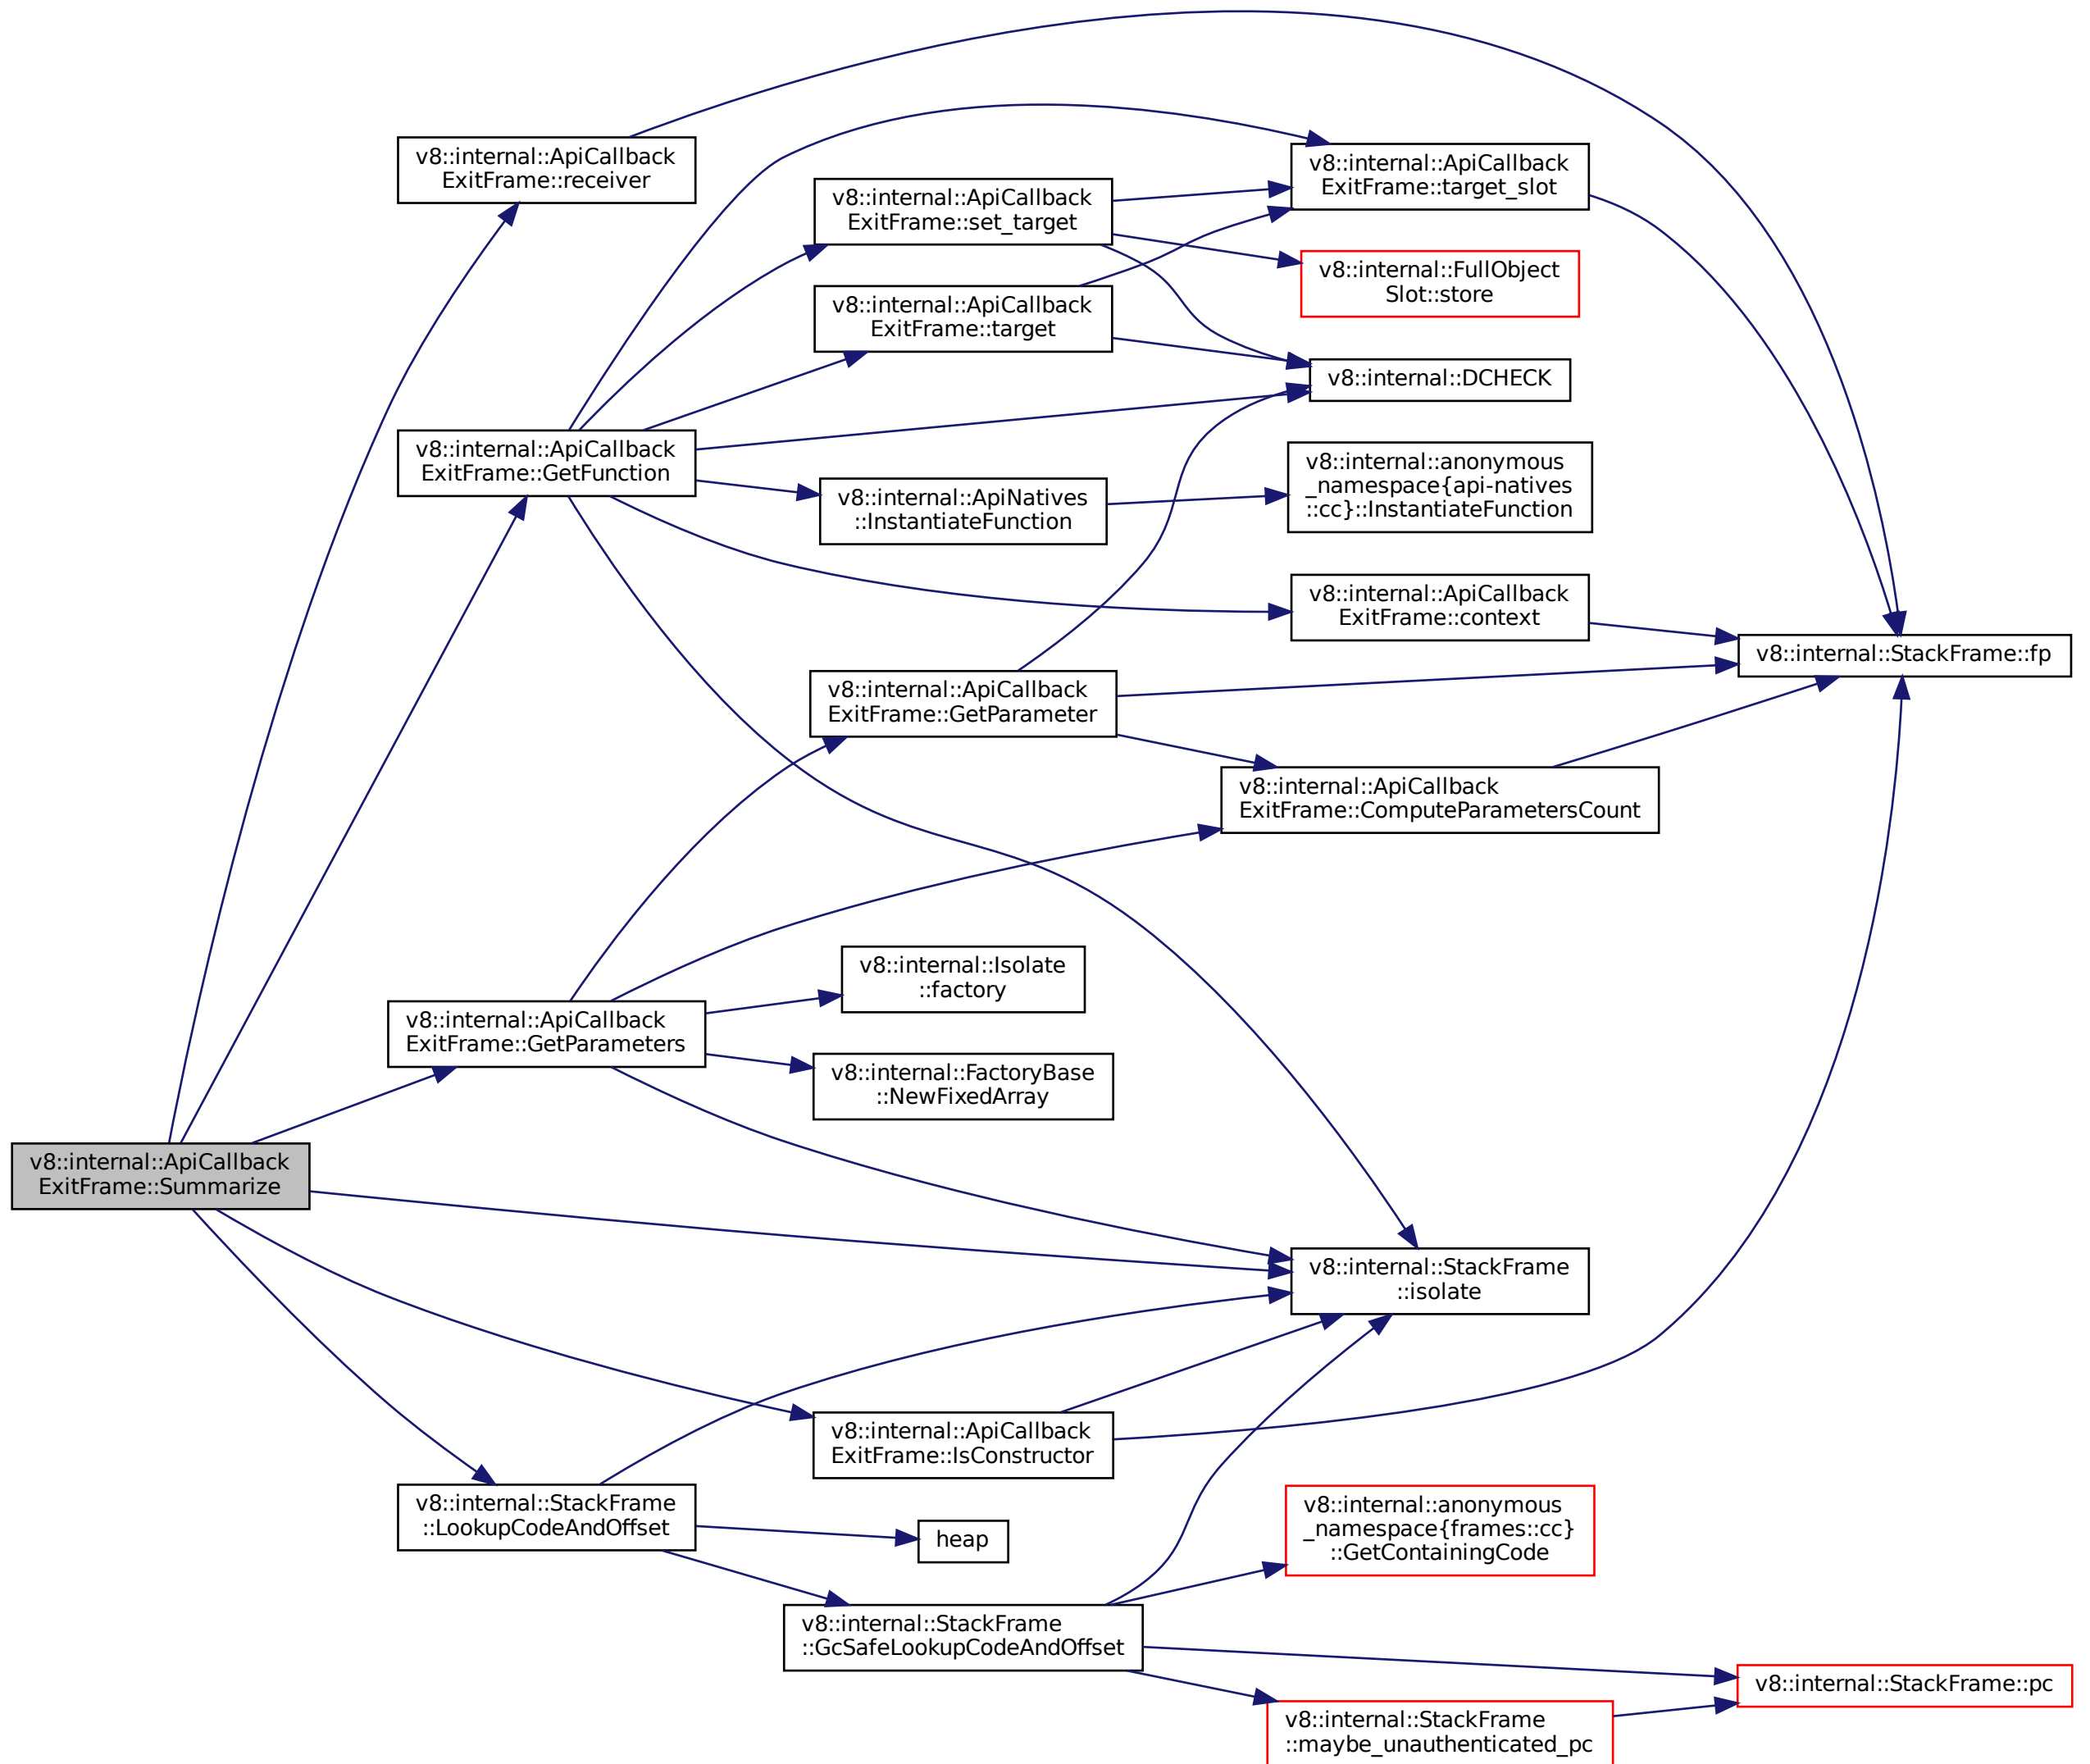 v8::internal::ApiCallback
ExitFrame::receiver
v8::internal::ApiCallback
ExitFrame::target_slot
v8::internal::ApiCallback
ExitFrame::set_target
v8::internal::FullObject
Slot::store
v8::internal::ApiCallback
ExitFrame::target
v8::internal::DCHECK
v8::internal::ApiCallback
ExitFrame::GetFunction
v8::internal::anonymous
_namespace{api-natives
::cc}::InstantiateFunction
v8::internal::ApiNatives
::InstantiateFunction
v8::internal::ApiCallback
ExitFrame::context
v8::internal::StackFrame::fp
v8::internal::ApiCallback
ExitFrame::GetParameter
v8::internal::ApiCallback
ExitFrame::ComputeParametersCount
v8::internal::Isolate
::factory
v8::internal::ApiCallback
ExitFrame::GetParameters
v8::internal::FactoryBase
::NewFixedArray
v8::internal::ApiCallback
ExitFrame::Summarize
v8::internal::StackFrame
::isolate
v8::internal::ApiCallback
ExitFrame::IsConstructor
v8::internal::StackFrame
::LookupCodeAndOffset
heap
v8::internal::anonymous
_namespace{frames::cc}
::GetContainingCode
v8::internal::StackFrame
::GcSafeLookupCodeAndOffset
v8::internal::StackFrame::pc
v8::internal::StackFrame
::maybe_unauthenticated_pc